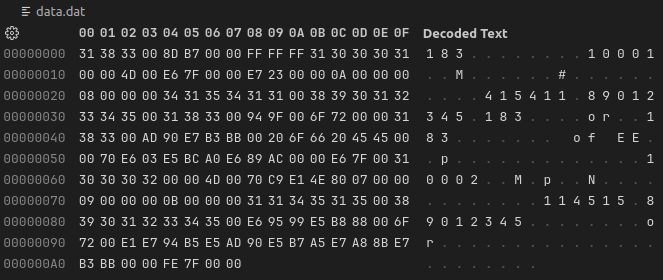 data.dat
00 01 02 03 04 05 06 07 08 09 0A 0B 0C 0D 0E 0F Decoded Text
00000000 31 38 33 00 8D B7 00 00 FF FF FF 31 30 30 30 31 1 8 3 . . . . . . . . 1 0 0 0 1
00000010 00 00 4D 00 E6 7F 00 00 E7 23 00 00 0A 00 00 00 . . M . . . . . . # . . . . . .
00000020 08 00 00 00 34 31 35 34 31 31 00 38 39 30 31 32 . . . . 4 1 5 4 1 1 . 8 9 0 1 2
00000030 33 34 35 00 31 38 33 00 94 9F 00 6F 72 00 00 31 3 4 5 . 1 8 3 . . . . o r . . 1
00000040 38 33 00 AD 90 E7 B3 BB 00 20 6F 66 20 45 45 00 8 3 . . . . . . . o f E E .
00000050 00 70 E6 03 E5 BC A0 E6 89 AC 00 00 E6 7F 00 31 . p . . . . . . . . . . . . . 1
00000060 30 30 30 32 00 00 4D 00 70 C9 E1 4E 80 07 00 00 0 0 0 2 . . M . p . . N . . . .
00000070 09 00 00 00 0B 00 00 00 31 31 34 35 31 35 00 38 . . . . . . . . 1 1 4 5 1 5 . 8
00000080 39 30 31 32 33 34 35 00 E6 95 99 E5 B8 88 00 6F 9 0 1 2 3 4 5 . . . . . . . . o
00000090 72 00 E1 E7 94 B5 E5 AD 90 E5 B7 A5 E7 A8 8B E7 r . . . . . . . . . . . . . . .
000000A0 B3 BB 00 00 FE 7F 00 00 . . . . . . . .